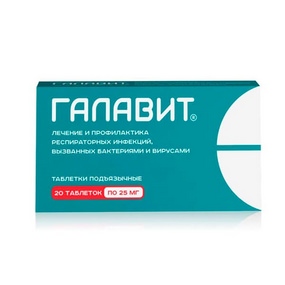 ГАЛАВИТ®
ЛЕЧЕНИЕ И ПРОФИЛАКТИКА
РЕСПИРАТОРНЫХ ИНФЕКЦИЙ,
ВЫЗВАННЫХ БАКТЕРИЯМИ И ВИРУСАМИ
ТАБЛЕТКИ ПОДЪЯЗЫЧНЫЕ
20 ТАБЛЕТОК ПО 25 МГ